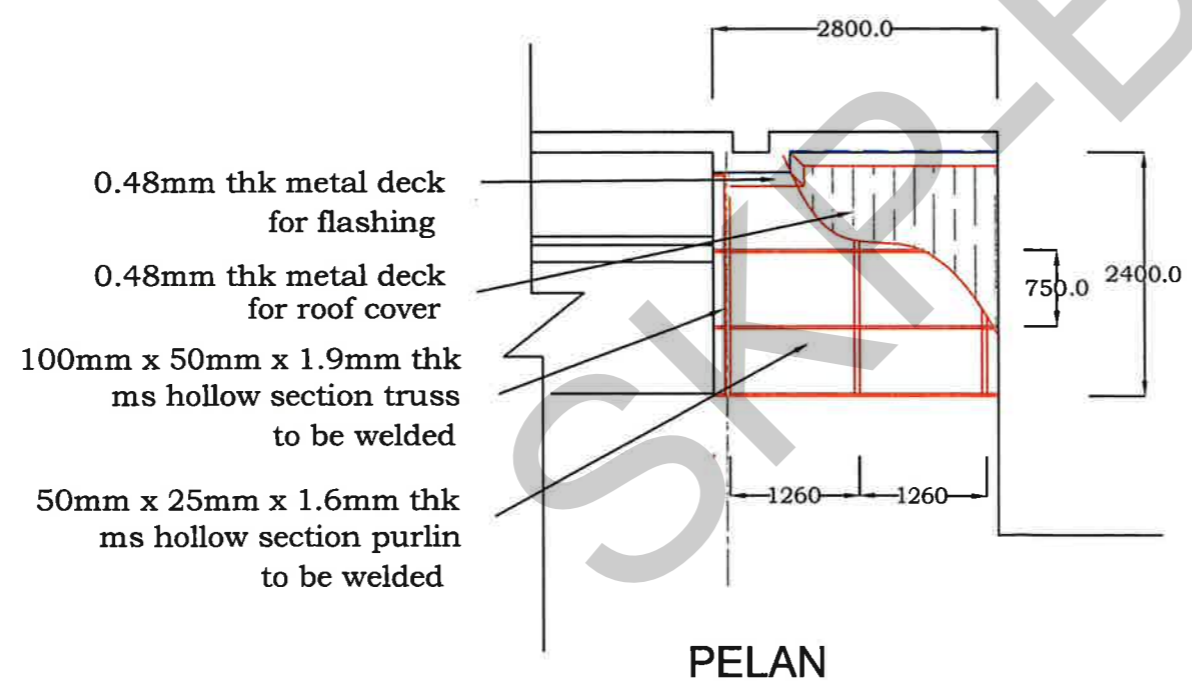 2800.0
0.48mm thk metal deck
for flashing
0.48mm thk metal deck
for roof cover
100mm x 50mm x 1.9mm thk
ms hollow section truss
to be welded
50mm x 25mm x 1.6mm thk
ms hollow section purlin
to be welded
750.0
2400.0
1260
1260
PELAN
SKP-B